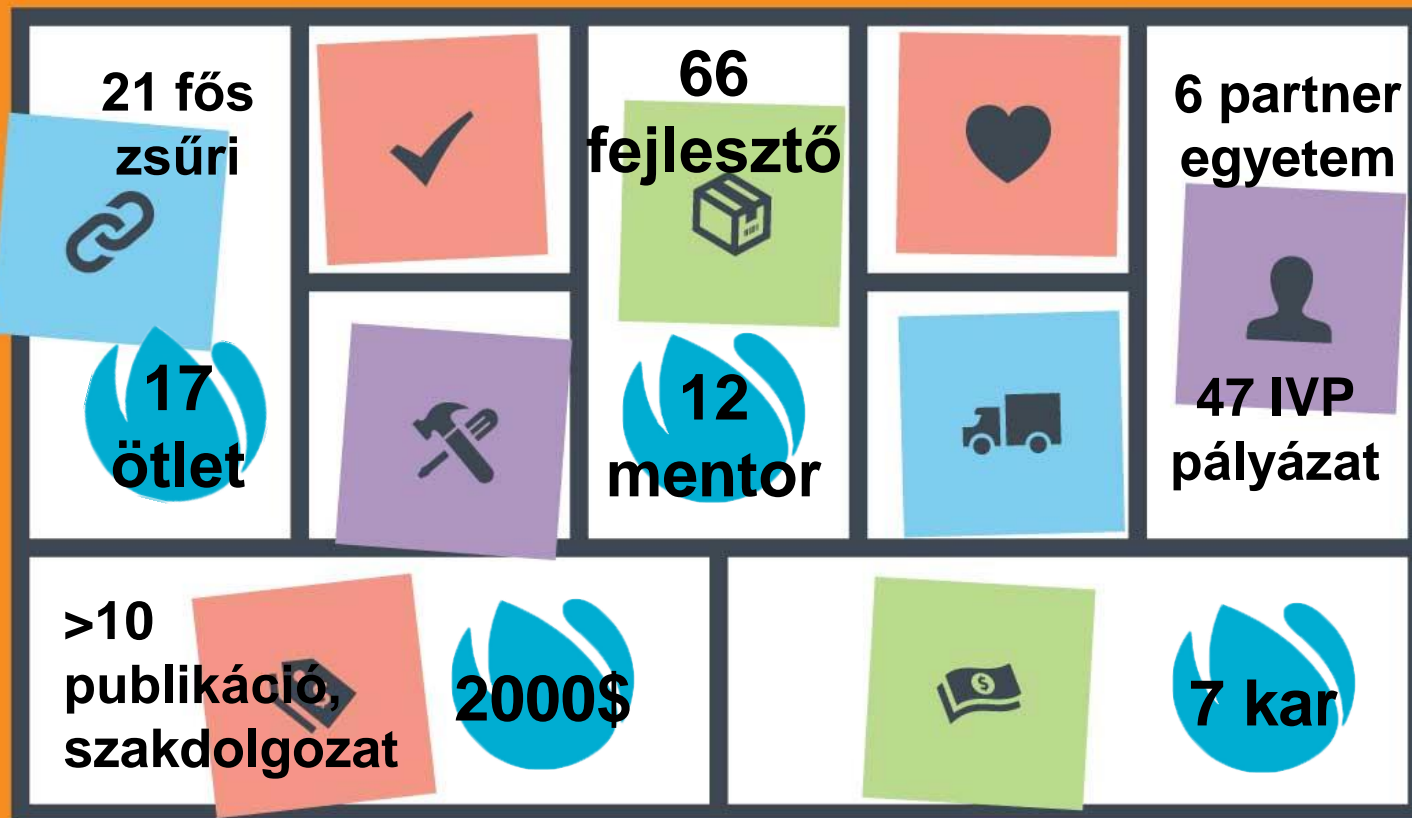 21 fős
zsűri
66
fejlesztő
6 partner
egyetem
17
ötlet
12
mentor
47 IVP
pályázat
>10
publikáció,
szakdolgozat
2000$
7 kar